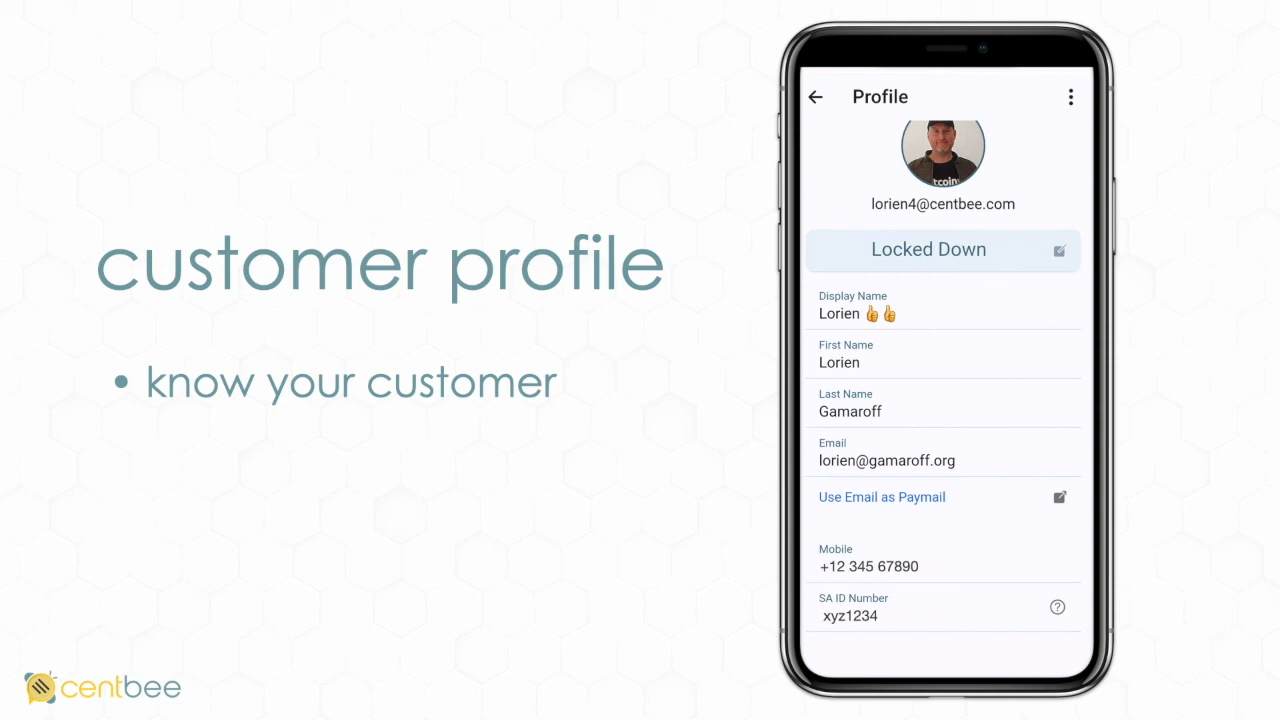 customer profile
• know your customer
centbee
Profile
tcoin
lorien4@centbee.com
Locked Down
Display Name
Lorien 👍👍
First Name
Lorien
Last Name
Gamaroff
Email
lorien@gamaroff.org
Use Email as Paymail
Mobile
+12 345 67890
SA ID Number
xyz1234